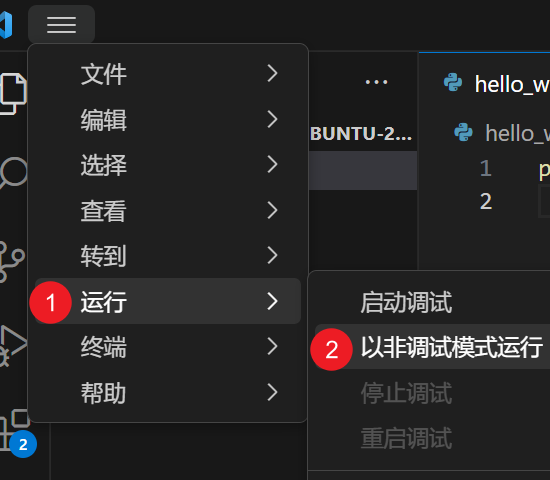 文件
编辑
选择
查看
转到
1 运行
终端
帮助
2
...
BUNTU-2...
hello_w
hello_w
1 p
2
启动调试
2 以非调试模式运行
停止调试
重启调试